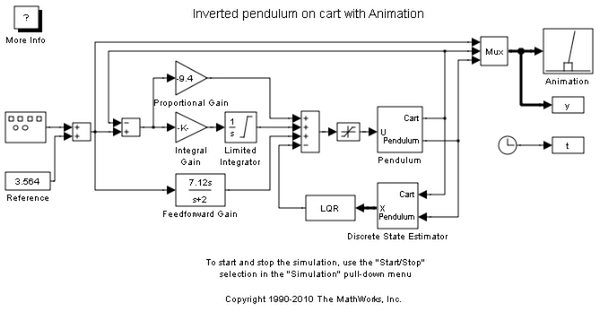 Inverted pendulum on cart with Animation
?
More Info
Mux
Animation
-9.4
Proportional Gain
y
Cart
+
+
-
+
-K-
1
s
+
+
+
-
U
Pendulum
t
Integral
Gain
Limited
Integrator
Pendulum
3.564
Reference
7.12s
s+2
Feedforward Gain
LQR
Cart
X
Pendulum
Discrete State Estimator
To start and stop the simulation, use the "Start/Stop"
selection in the "Simulation" pull-down menu
Copyright 1990-2010 The MathWorks, Inc.